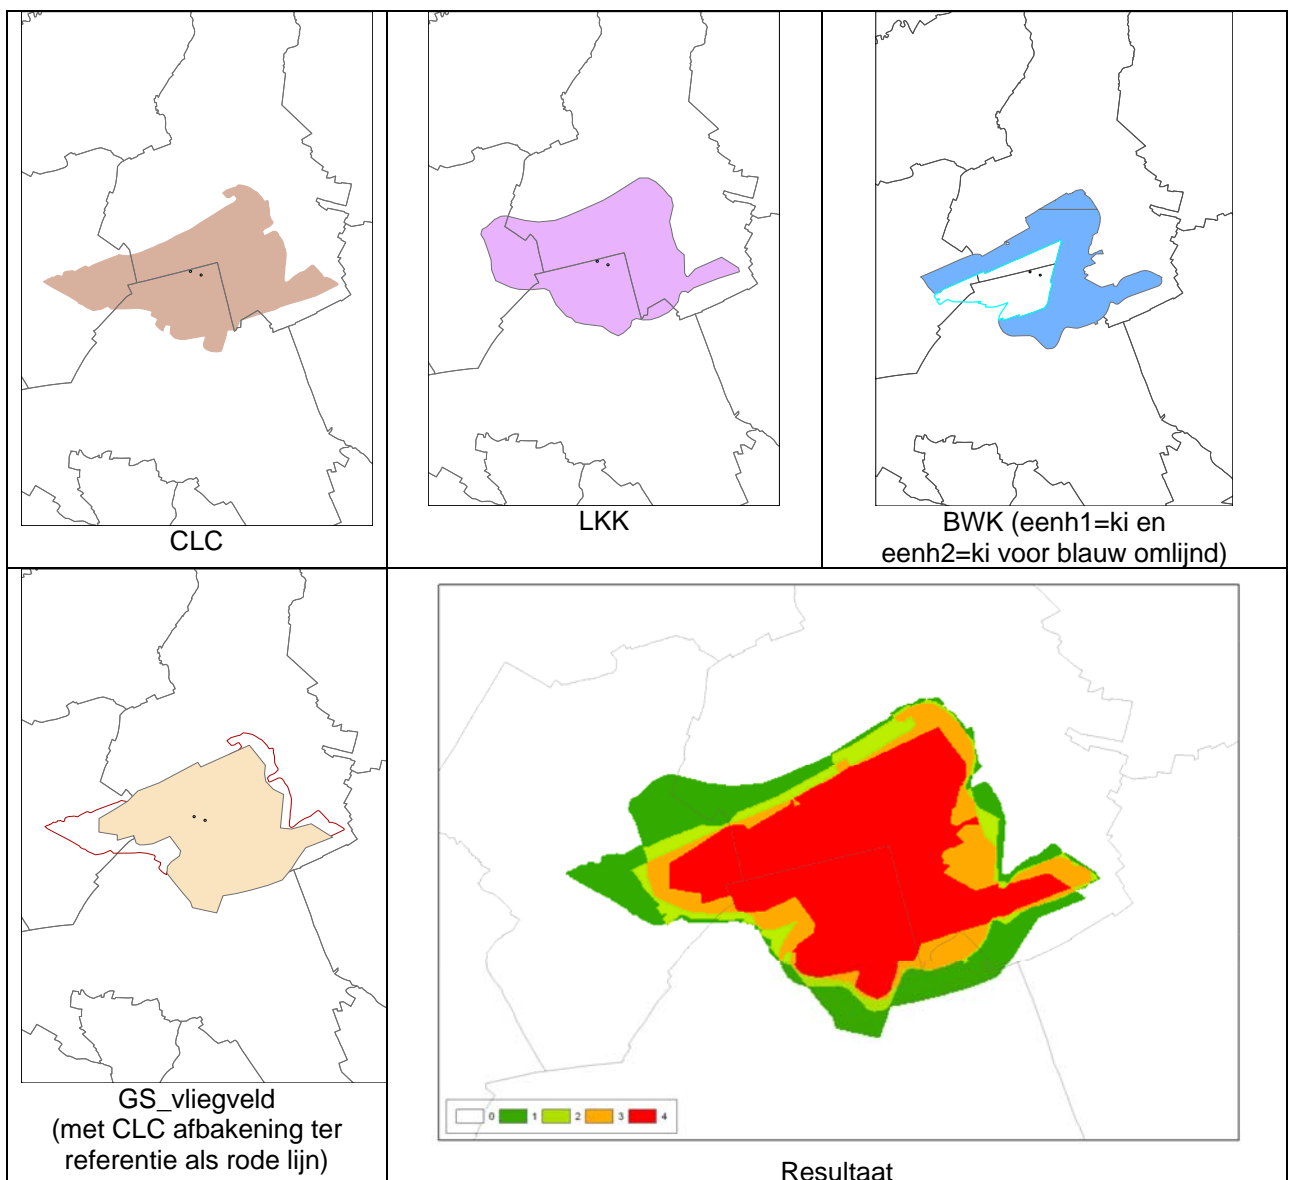 CLC
LKK
BWK (eenh1=ki en
eenh2=ki voor blauw omlijnd)
GS_vliegveld
(met CLC afbakening ter
referentie als rode lijn)
0 1 2 3 4
Resultaat